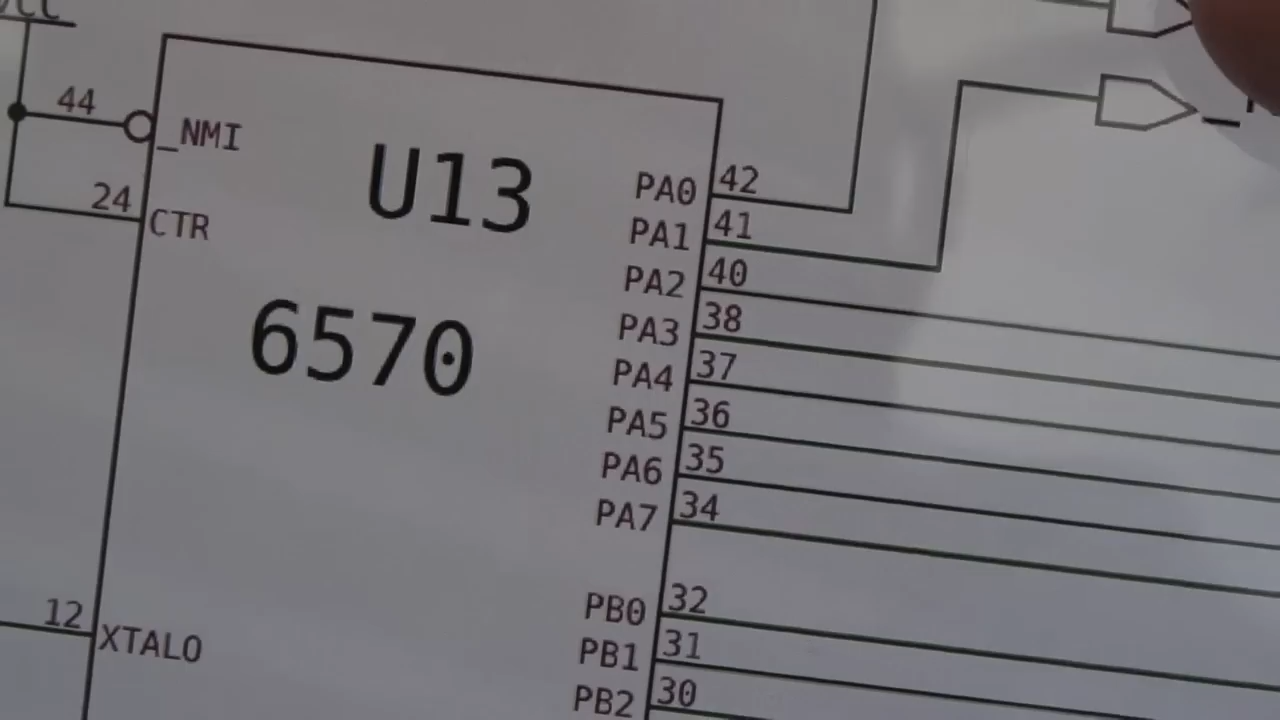 44
_NMI
24
CTR
U13
6570
PA0 42
PA1 41
PA2 40
PA3 38
PA4 37
PA5 36
PA6 35
PA7 34
PB0 32
PB1 31
PB2 30
12
XTALO